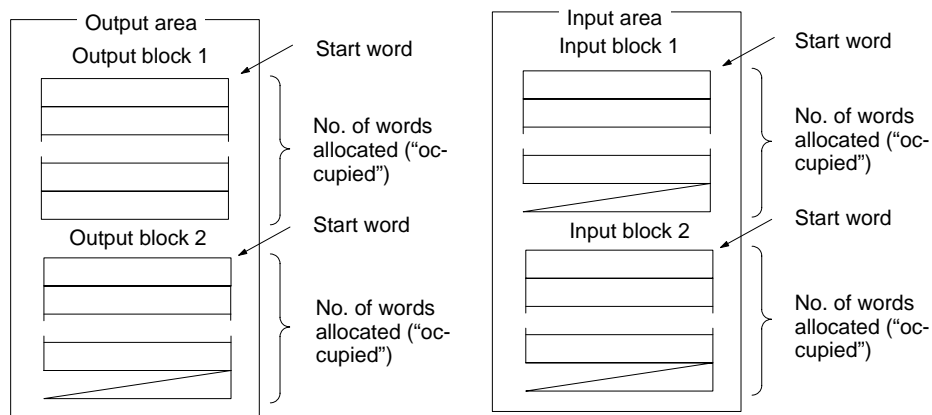 Output area
Output block 1
Start word
No. of words
allocated (“oc-
cupied”)
Output block 2
Start word
No. of words
allocated (“oc-
cupied”)
Input area
Input block 1
Start word
No. of words
allocated (“oc-
cupied”)
Input block 2
Start word
No. of words
allocated (“oc-
cupied”)